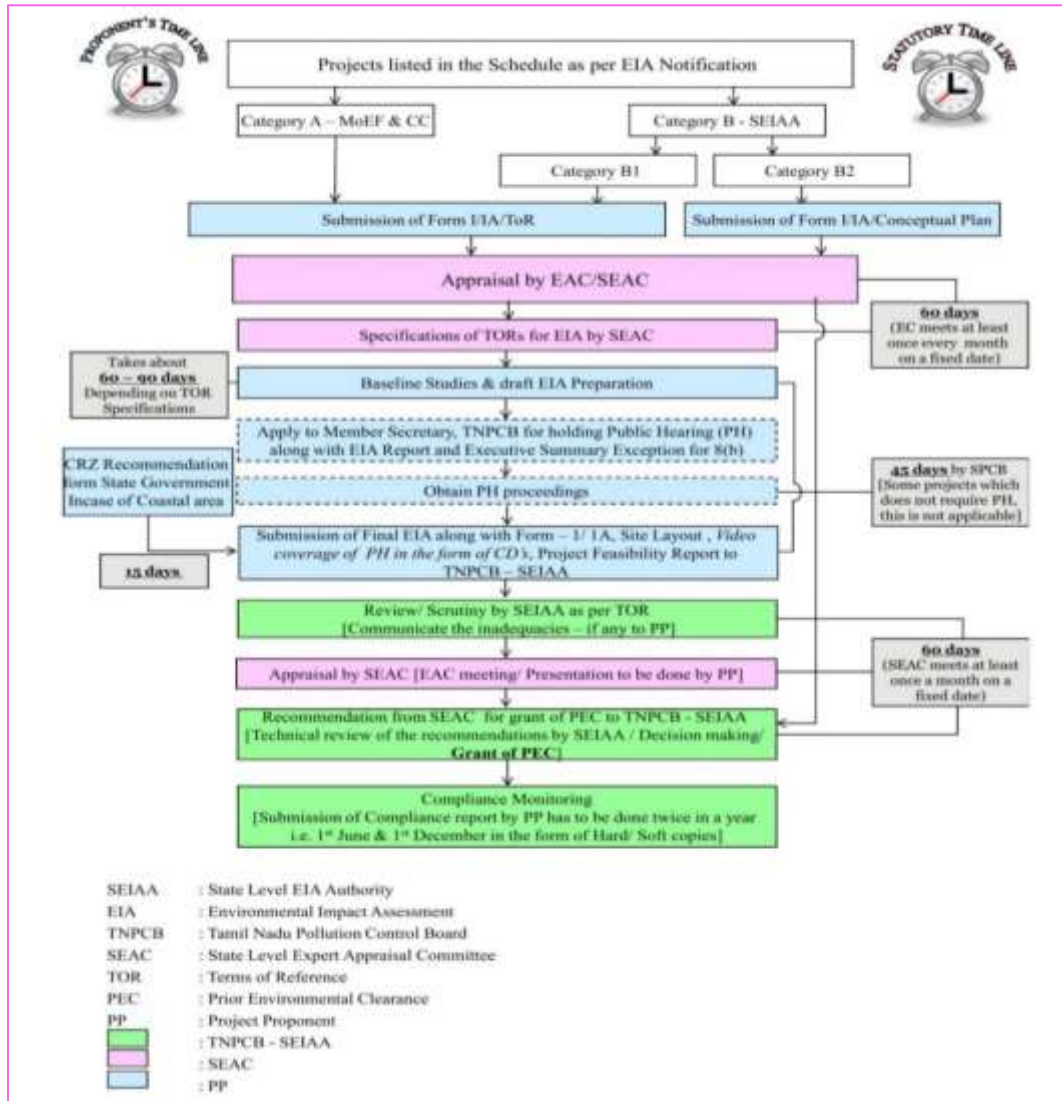 PROPONENT'S TIME LINE
STATUTORY TIME LINE
Projects listed in the Schedule as per EIA Notification
Category A – MoEF & CC
Category B - SEIAA
Category B1
Category B2
Submission of Form I/IA/ToR
Submission of Form I/IA/Conceptual Plan
Appraisal by EAC/SEAC
60 days
(EC meets at least
once every month
on a fixed date)
Specifications of TORs for EIA by SEAC
Takes about
60 – 90 days
Depending on TOR
Specifications
Baseline Studies & draft EIA Preparation
Apply to Member Secretary, TNPCB for holding Public Hearing (PH)
along with EIA Report and Executive Summary Exception for 8(h)
CRZ Recommendation
form State Government
Incase of Coastal area
Obtain PH proceedings
45 days by SPCB
[Some projects which
does not require PH,
this is not applicable]
Submission of Final EIA along with Form – 1/ 1A, Site Layout , Video
coverage of PH in the form of CD's, Project Feasibility Report to
TNPCB – SEIAA
15 days
Review/ Scrutiny by SEIAA as per TOR
[Communicate the inadequacies – if any to PP]
60 days
(SEAC meets at least
once a month on a
fixed date)
Appraisal by SEAC [EAC meeting/ Presentation to be done by PP]
Recommendation from SEAC for grant of PEC to TNPCB - SEIAA
[Technical review of the recommendations by SEIAA / Decision making/
Grant of PEC]
Compliance Monitoring
[Submission of Compliance report by PP has to be done twice in a year
i.e. 1st June & 1st December in the form of Hard/ Soft copies]
SEIAA : State Level EIA Authority
EIA : Environmental Impact Assessment
TNPCB : Tamil Nadu Pollution Control Board
SEAC : State Level Expert Appraisal Committee
TOR : Terms of Reference
PEC : Prior Environmental Clearance
PP : Project Proponent
: TNPCB - SEIAA
: SEAC
: PP